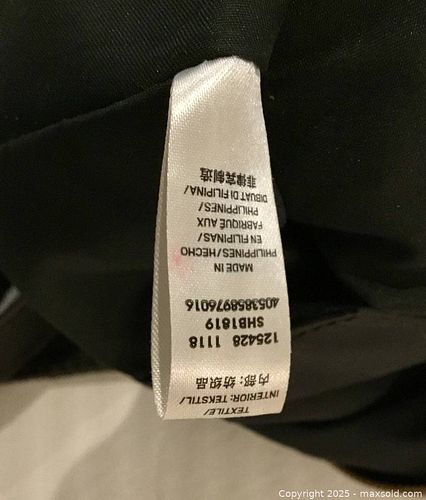 TEXTILE/
INTERIOR: TEKSTIL/
内部: 纺织品
125428 1118
SHB1819
4053858976016
MADE IN
PHILIPPINES/HECHO
EN FILIPINAS/
FABRIQUÉ AUX
PHILIPPINES/
DIBUAT DI FILIPINA/
菲律宾制造
Copyright 2025 - maxsold.com